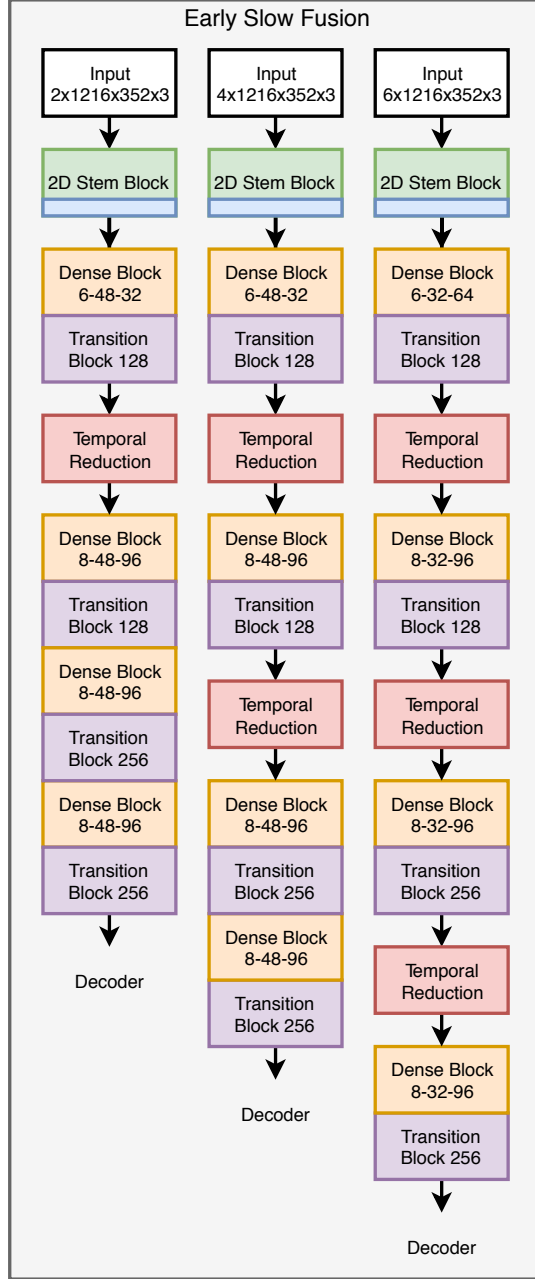 Early Slow Fusion
Input
2x1216x352x3
2D Stem Block
Dense Block
6-48-32
Transition
Block 128
Temporal
Reduction
Dense Block
8-48-96
Transition
Block 128
Dense Block
8-48-96
Transition
Block 256
Dense Block
8-48-96
Transition
Block 256
Decoder
Input
4x1216x352x3
2D Stem Block
Dense Block
6-48-32
Transition
Block 128
Temporal
Reduction
Dense Block
8-48-96
Transition
Block 128
Temporal
Reduction
Dense Block
8-48-96
Transition
Block 256
Dense Block
8-48-96
Transition
Block 256
Decoder
Input
6x1216x352x3
2D Stem Block
Dense Block
6-32-64
Transition
Block 128
Temporal
Reduction
Dense Block
8-32-96
Transition
Block 128
Temporal
Reduction
Dense Block
8-32-96
Transition
Block 256
Temporal
Reduction
Dense Block
8-32-96
Transition
Block 256
Decoder